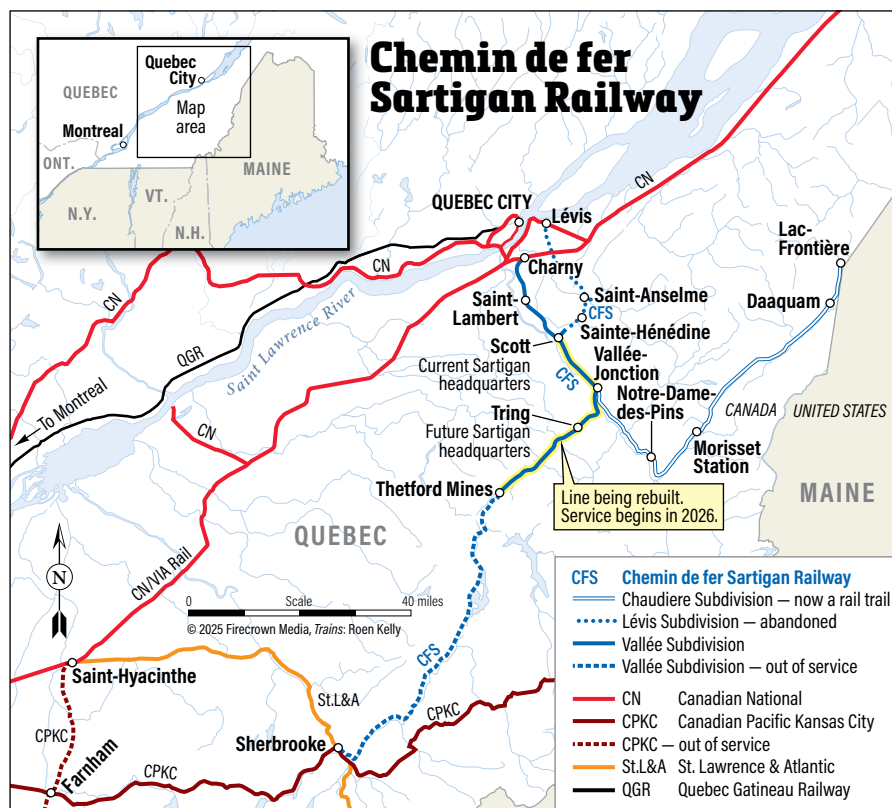 Chemin de fer
Sartigan Railway
Quebec
City
QUEBEC
Map
area
Montreal
ONT.
MAINE
VT.
N.Y.
N.H.
CN
QUEBEC CITY
Lévis
Lac-
Frontière
CN
CN
Charny
Saint-Anselme
Daaquam
Saint-
Lambert
CFS
Sainte-Hénédine
Saint Lawrence River
QGR
Scott
Current Sartigan
headquarters
CFS
Vallée-
Jonction
Notre-Dame-
des-Pins
CANADA
UNITED STATES
To Montreal
CN
Tring
Future Sartigan
headquarters
Morisset
Station
Thetford Mines
Line being rebuilt.
Service begins in 2026.
MAINE
QUEBEC
N
CN/VIA Rail
0 Scale 40 miles
© 2025 Firecrown Media, Trains: Roen Kelly
CFS
Saint-Hyacinthe
St.L&A
CPKC
CPKC
Sherbrooke
Farnham
CPKC
CFS Chemin de fer Sartigan Railway
Chaudiere Subdivision — now a rail trail
Lévis Subdivision — abandoned
Vallée Subdivision
Vallée Subdivision — out of service
CN Canadian National
CPKC Canadian Pacific Kansas City
CPKC — out of service
St.L&A St. Lawrence & Atlantic
QGR Quebec Gatineau Railway